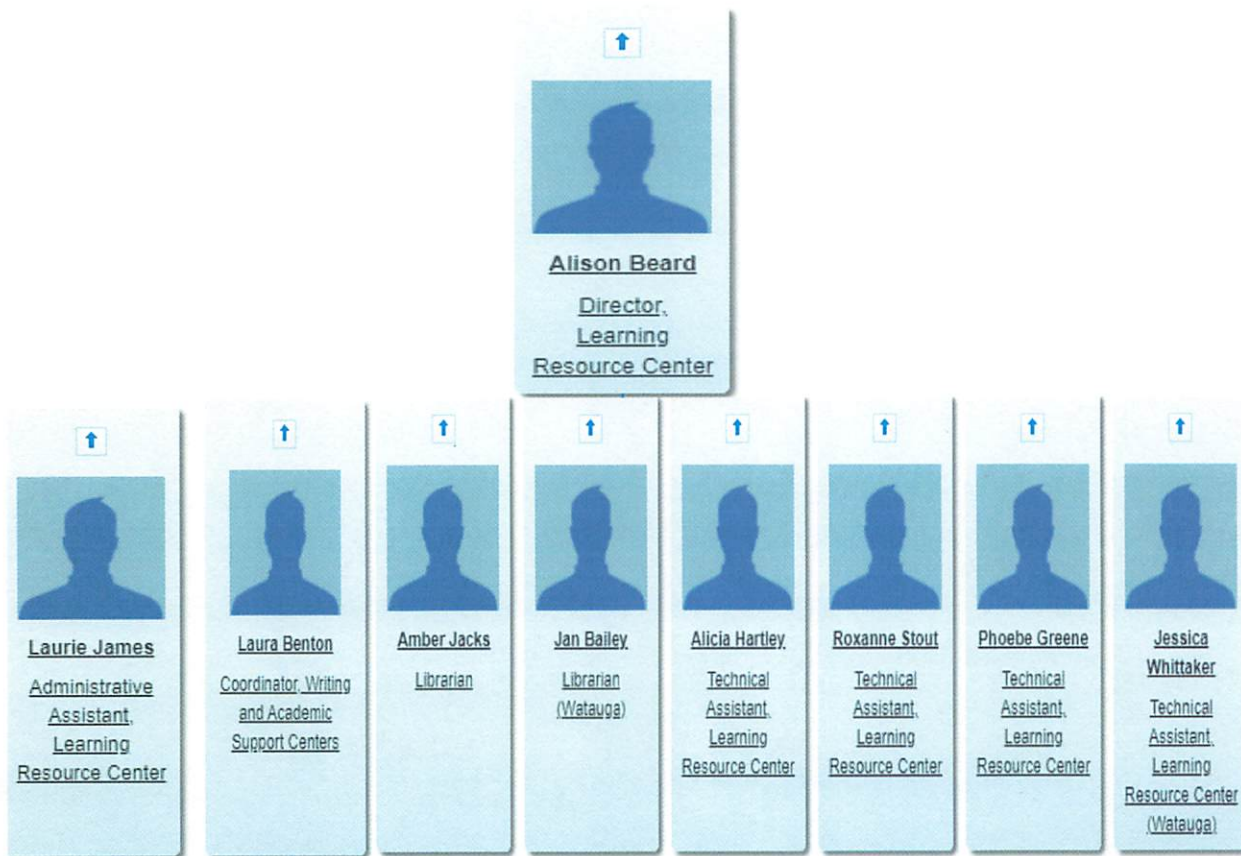 Alison Beard
Director,
Learning
Resource Center
Laurie James
Administrative
Assistant,
Learning
Resource Center
Laura Benton
Coordinator, Writing
and Academic
Support Centers
Amber Jacks
Librarian
Jan Bailey
Librarian
(Watauga)
Alicia Hartley
Technical
Assistant,
Learning
Resource Center
Roxanne Stout
Technical
Assistant,
Learning
Resource Center
Phoebe Greene
Technical
Assistant,
Learning
Resource Center
Jessica
Whittaker
Technical
Assistant,
Learning
Resource Center
(Watauga)